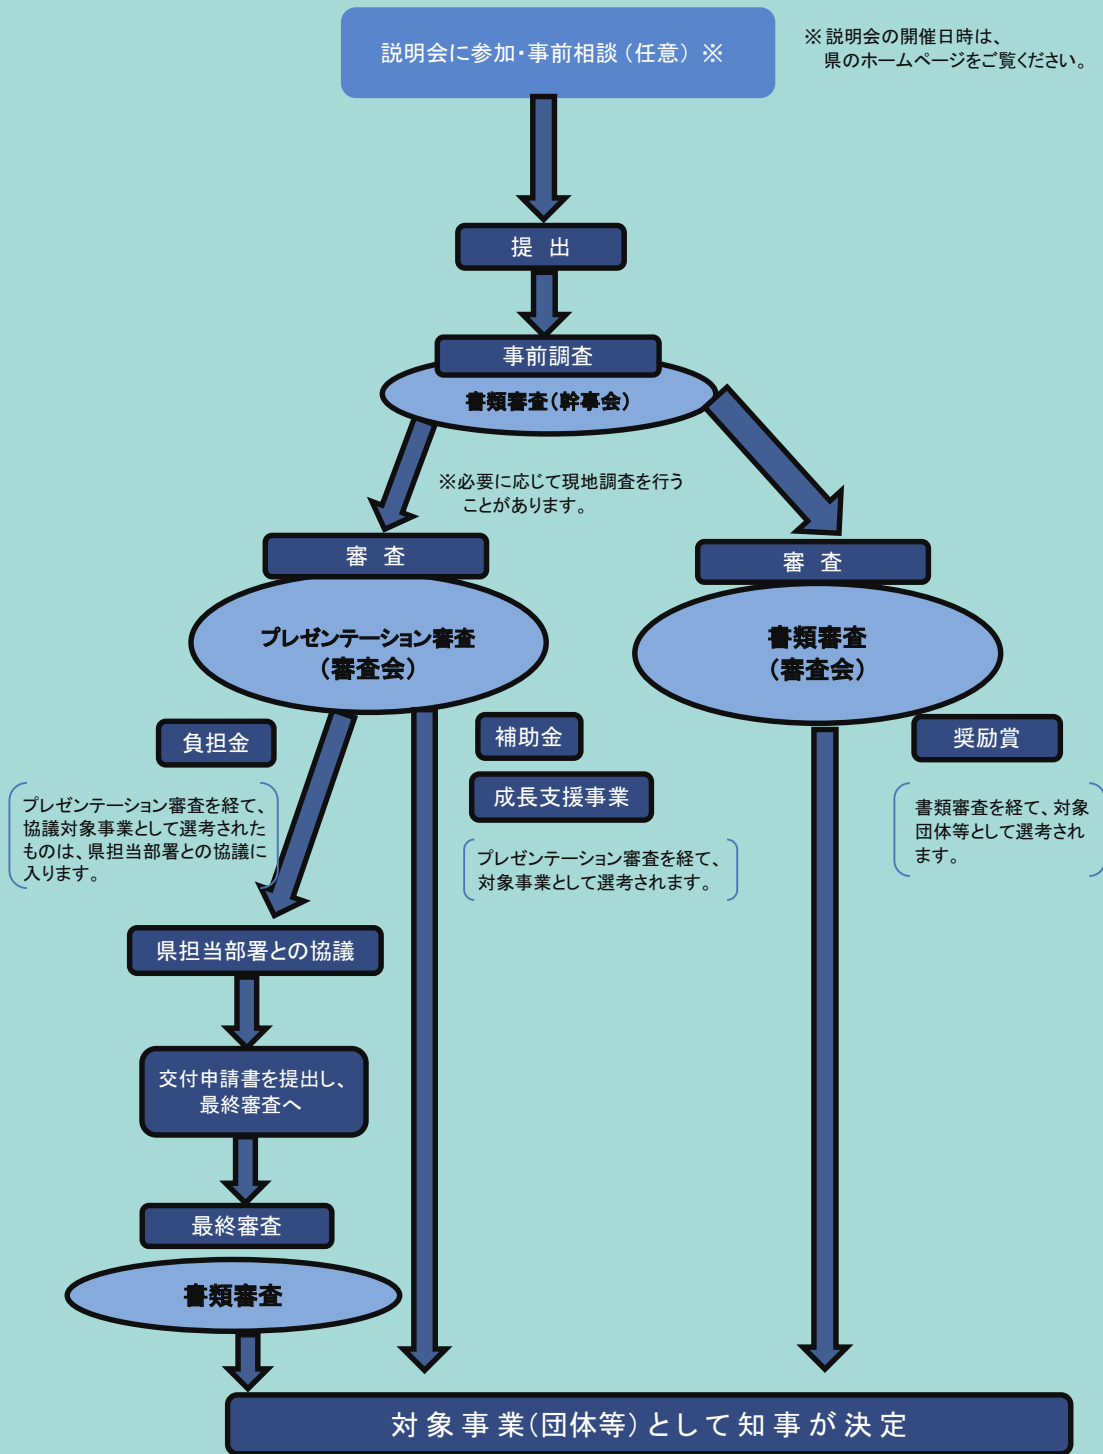 説明会に参加・事前相談（任意）※
※説明会の開催日時は、
県のホームページをご覧ください。
提 出
事前調査
書類審査（幹事会）
※必要に応じて現地調査を行う
ことがあります。
審 査
プレゼンテーション審査
（審査会）
審 査
書類審査
（審査会）
負担金
プレゼンテーション審査を経て、
協議対象事業として選考された
ものは、県担当部署との協議に
入ります。
補助金
成長支援事業
プレゼンテーション審査を経て、
対象事業として選考されます。
奨励賞
書類審査を経て、対象
団体等として選考され
ます。
県担当部署との協議
交付申請書を提出し、
最終審査へ
最終審査
書類審査
対象事業（団体等）として知事が決定